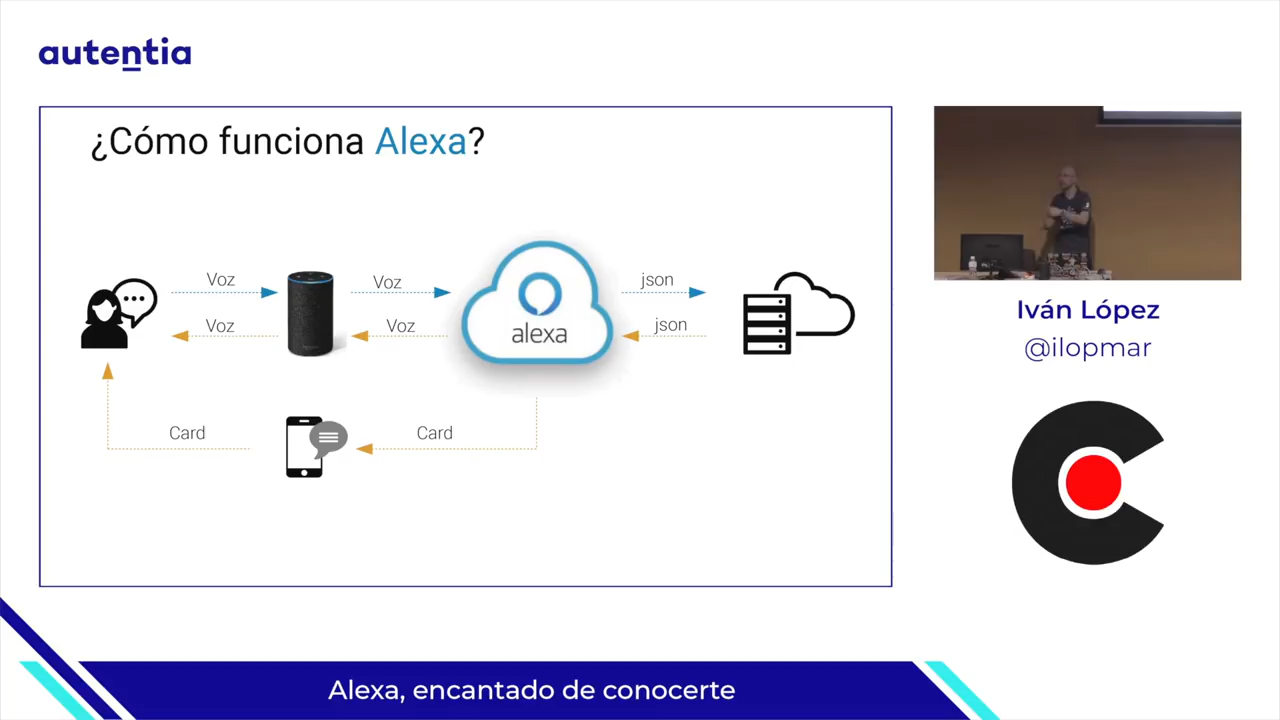 autentia
¿Cómo funciona Alexa?
Voz
Voz
json
Voz
Voz
json
alexa
Card
Card
Iván López
@ilopmar
Alexa, encantado de conocerte